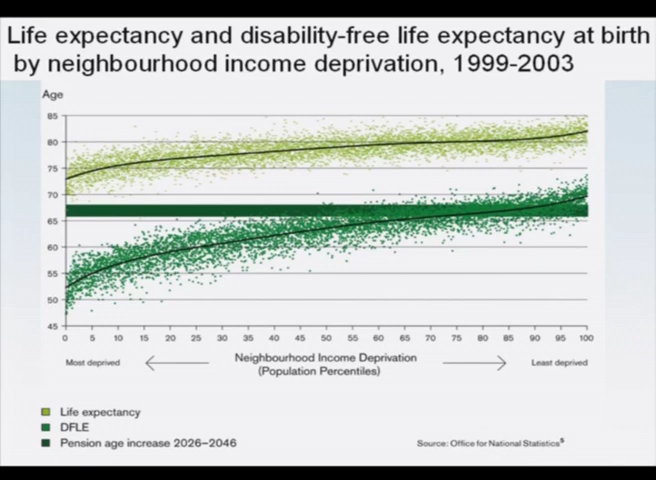 Life expectancy and disability-free life expectancy at birth
by neighbourhood income deprivation, 1999-2003
Age
85
80
75
70
65
60
55
50
45
0 5 10 15 20 25 30 35 40 45 50 55 60 65 70 75 80 85 90 95 100
Most deprived Neighbourhood Income Deprivation Least deprived
(Population Percentiles)
Life expectancy
DFLE
Pension age increase 2026–2046
Source: Office for National Statistics5